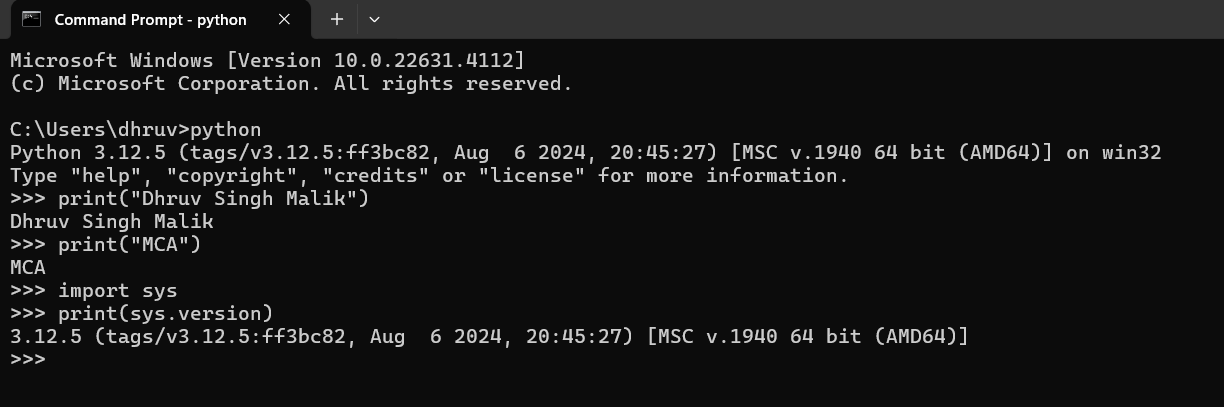 Command Prompt - python
Microsoft Windows [Version 10.0.22631.4112]
(c) Microsoft Corporation. All rights reserved.
C:\Users\dhruv>python
Python 3.12.5 (tags/v3.12.5:ff3bc82, Aug  6 2024, 20:45:27) [MSC v.1940 64 bit (AMD64)] on win32
Type "help", "copyright", "credits" or "license" for more information.
>>> print("Dhruv Singh Malik")
Dhruv Singh Malik
>>> print("MCA")
MCA
>>> import sys
>>> print(sys.version)
3.12.5 (tags/v3.12.5:ff3bc82, Aug  6 2024, 20:45:27) [MSC v.1940 64 bit (AMD64)]
>>>